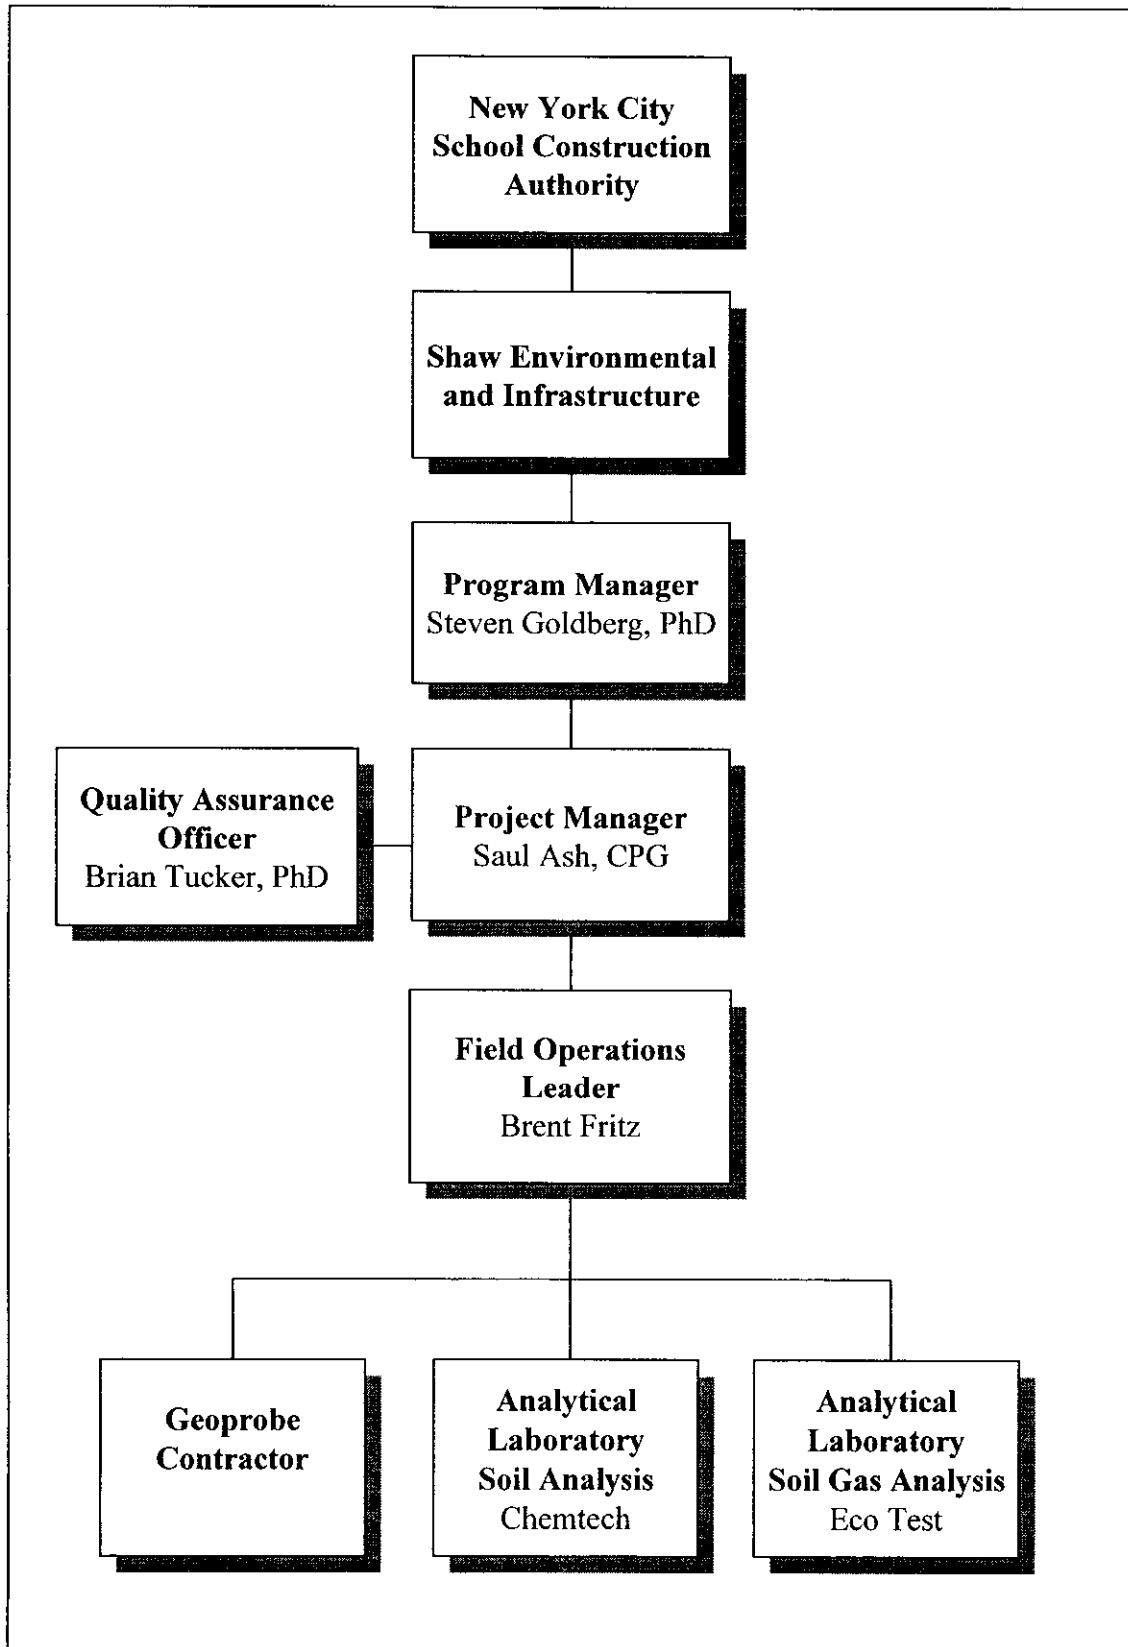 New York City
School Construction
Authority
Shaw Environmental
and Infrastructure
Program Manager
Steven Goldberg, PhD
Quality Assurance
Officer
Brian Tucker, PhD
Project Manager
Saul Ash, CPG
Field Operations
Leader
Brent Fritz
Geoprobe
Contractor
Analytical
Laboratory
Soil Analysis
Chemtech
Analytical
Laboratory
Soil Gas Analysis
Eco Test